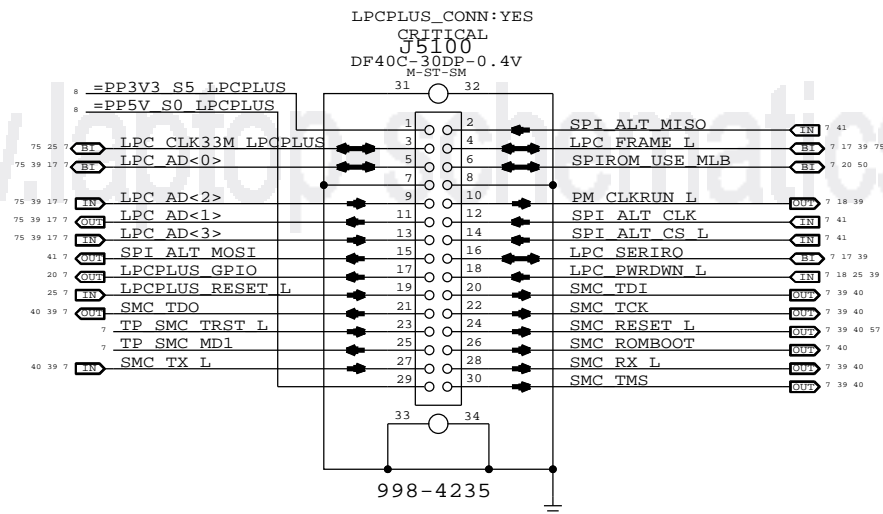 LPCPLUS_CONN:YES
CRITICAL
J5100
DF40C-30DP-0.4V
M-ST-SM
31 32
8 =PP3V3_S5_LPCPLUS
8 =PP5V_S0_LPCPLUS
1 2 SPI_ALT_MISO IN 7 41
75 25 7 BI LPC_CLK33M_LPCPLUS 3 4 LPC_FRAME_L BI 7 17 39 75
75 39 17 7 BI LPC_AD<0> 5 6 SPIROM_USE_MLB BI 7 20 50
7 8
75 39 17 7 IN LPC_AD<2> 9 10 PM_CLKRUN_L OUT 7 18 39
75 39 17 7 OUT LPC_AD<1> 11 12 SPI_ALT_CLK IN 7 41
75 39 17 7 IN LPC_AD<3> 13 14 SPI_ALT_CS_L IN 7 41
41 7 OUT SPI_ALT_MOSI 15 16 LPC_SERIRQ BI 7 17 39
20 7 OUT LPCPLUS_GPIO 17 18 LPC_PWRDWN_L IN 7 18 25 39
25 7 IN LPCPLUS_RESET_L 19 20 SMC_TDI OUT 7 39 40
40 39 7 OUT SMC_TDO 21 22 SMC_TCK OUT 7 39 40
7 TP_SMC_TRST_L 23 24 SMC_RESET_L OUT 7 39 40 57
7 TP_SMC_MD1 25 26 SMC_ROMBOOT OUT 7 40
40 39 7 IN SMC_TX_L 27 28 SMC_RX_L OUT 7 39 40
29 30 SMC_TMS OUT 7 39 40
33 34
998-4235